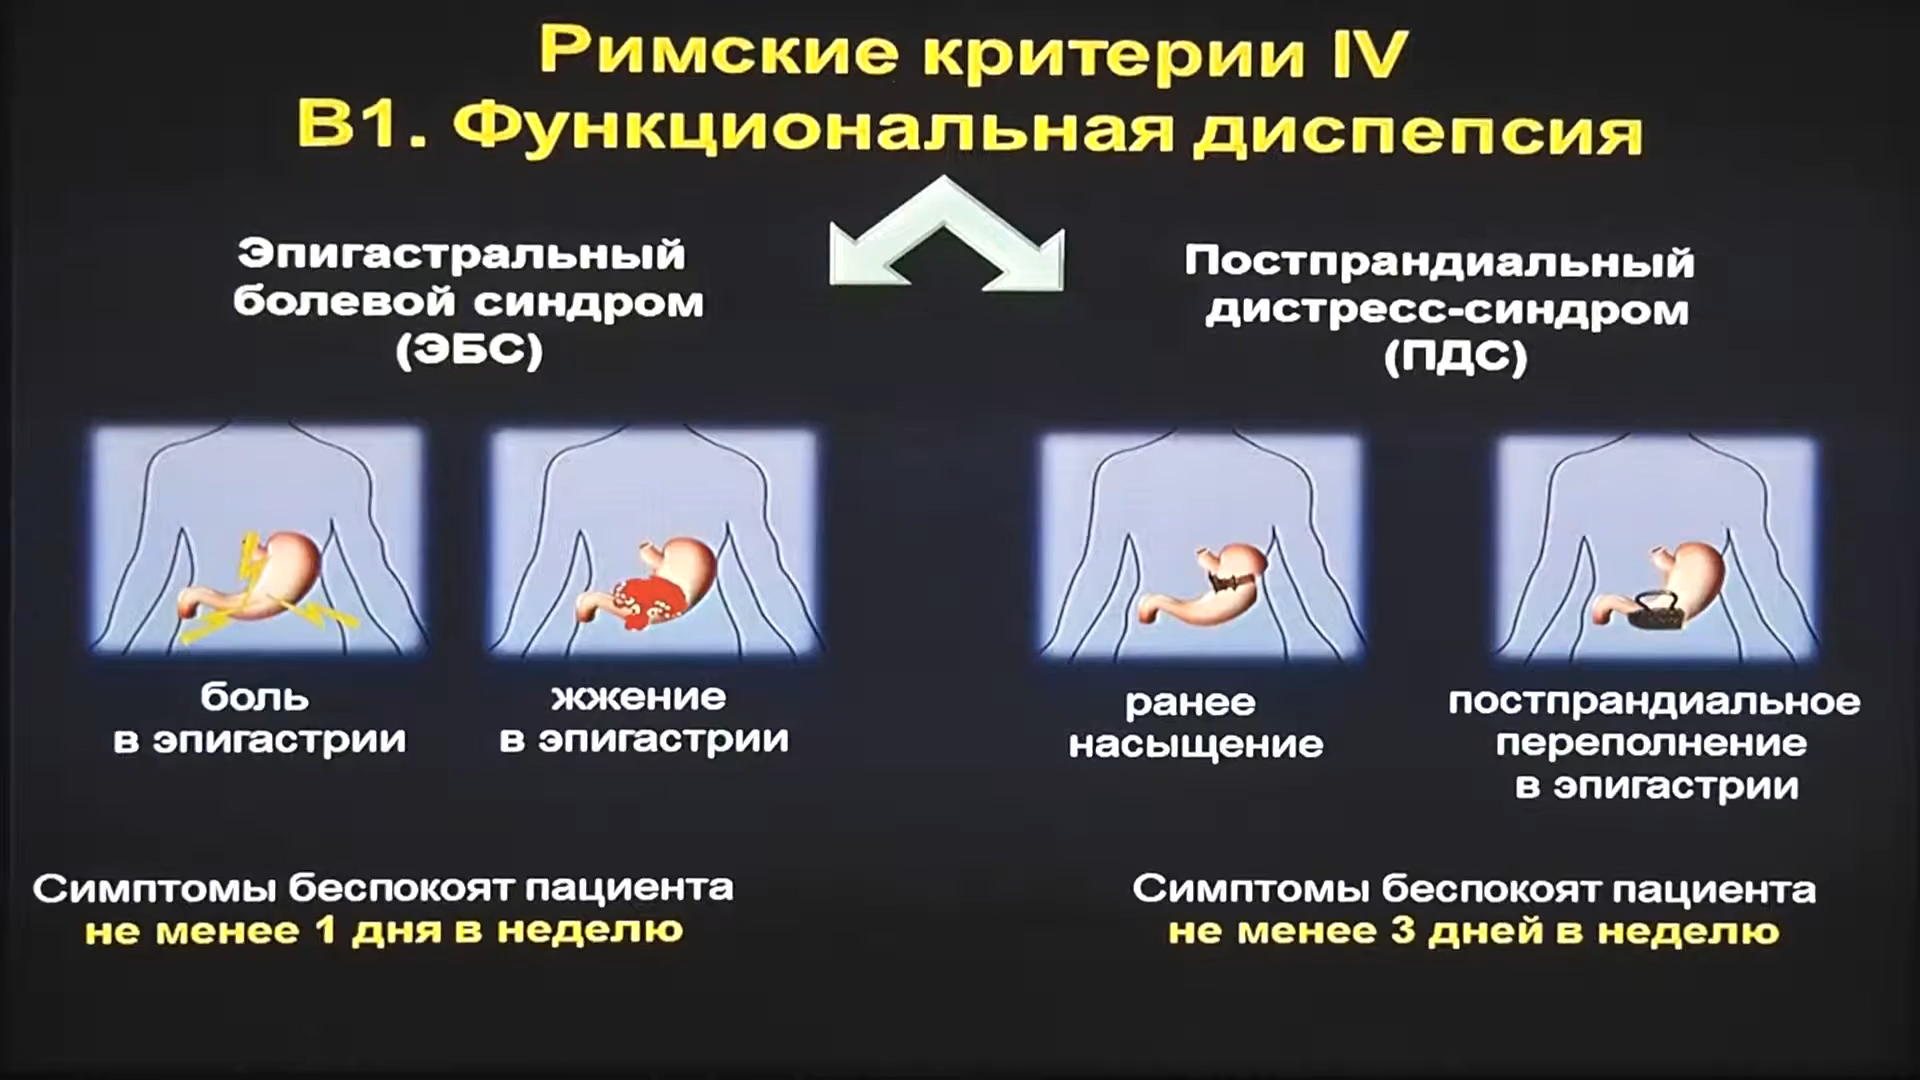 Римские критерии IV
В1. Функциональная диспепсия
Эпигастральный
болевой синдром
(ЭБС)
Постпрандиальный
дистресс-синдром
(ПДС)
боль
в эпигастрии
жжение
в эпигастрии
ранее
насыщение
постпрандиальное
переполнение
в эпигастрии
Симптомы беспокоят пациента
не менее 1 дня в неделю
Симптомы беспокоят пациента
не менее 3 дней в неделю